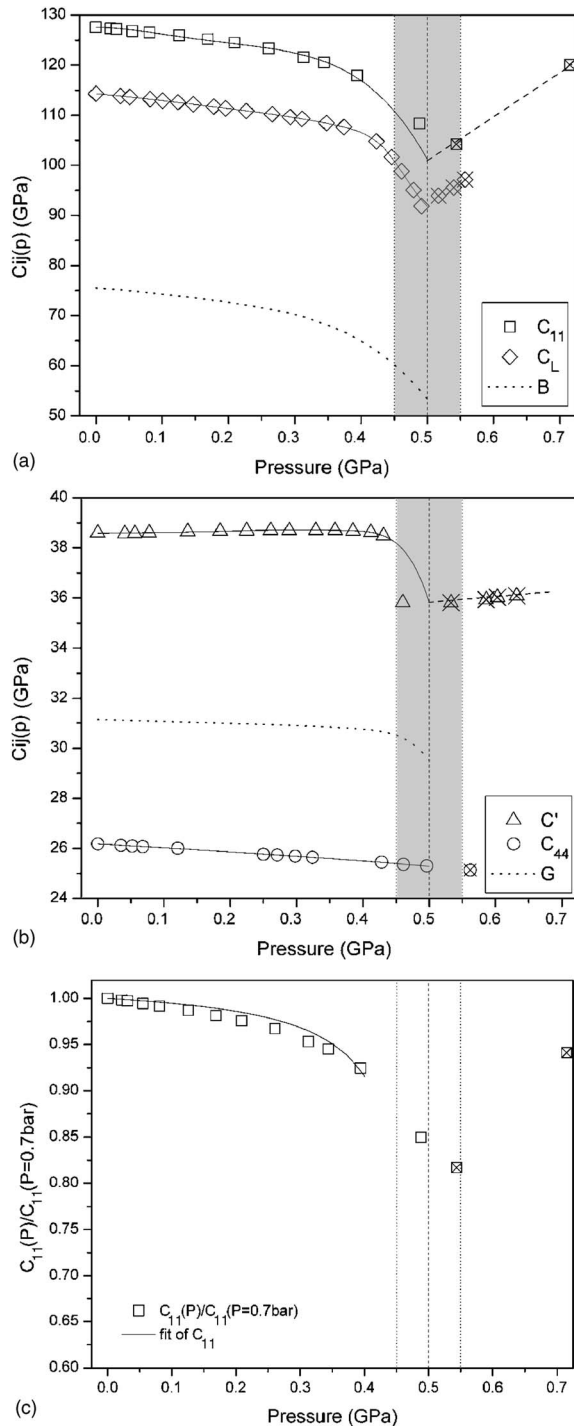 130
120
110
100
90
80
70
60
50
Cij(p) (GPa)
C11
CL
B
0.0 0.1 0.2 0.3 0.4 0.5 0.6 0.7
(a)
Pressure (GPa)
40
38
36
34
32
30
28
26
24
Cij(p) (GPa)
C'
C44
G
0.0 0.1 0.2 0.3 0.4 0.5 0.6 0.7
(b)
Pressure (GPa)
1.00
0.95
0.90
0.85
0.80
0.75
0.70
0.65
0.60
C11(P)/C11(P=0.7bar)
C11(P)/C11(P=0.7bar)
fit of C11
0.0 0.1 0.2 0.3 0.4 0.5 0.6 0.7
(c)
Pressure (GPa)